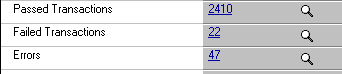 Passed Transactions 2410
Failed Transactions 22
Errors 47